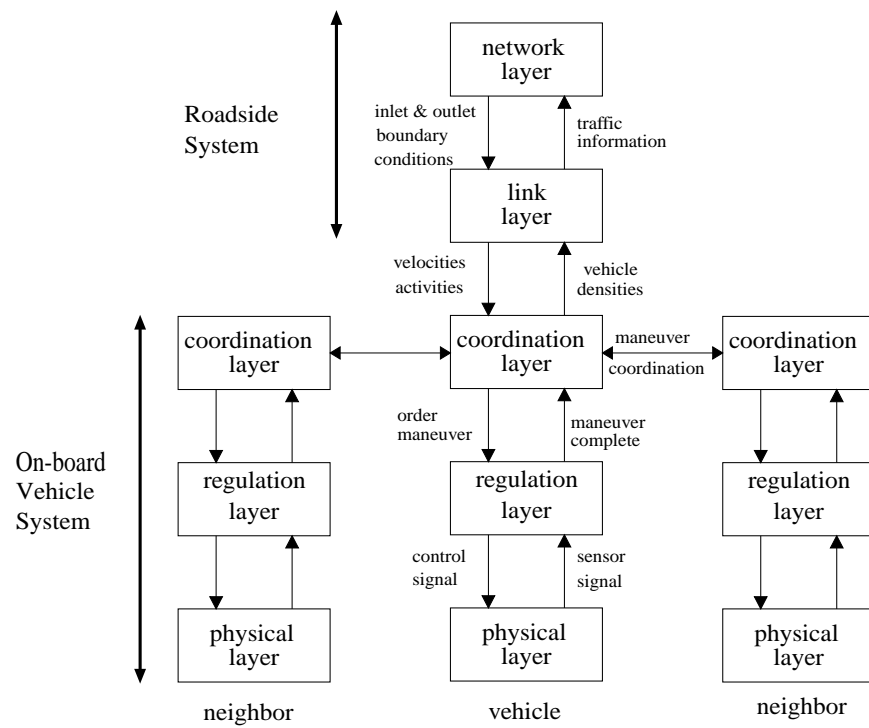 network
layer
Roadside
System
inlet & outlet
boundary
conditions
traffic
information
link
layer
velocities
activities
vehicle
densities
coordination
layer
coordination
layer
maneuver
coordination
coordination
layer
order
maneuver
maneuver
complete
On-board
Vehicle
System
regulation
layer
regulation
layer
regulation
layer
control
signal
sensor
signal
physical
layer
physical
layer
physical
layer
neighbor
vehicle
neighbor